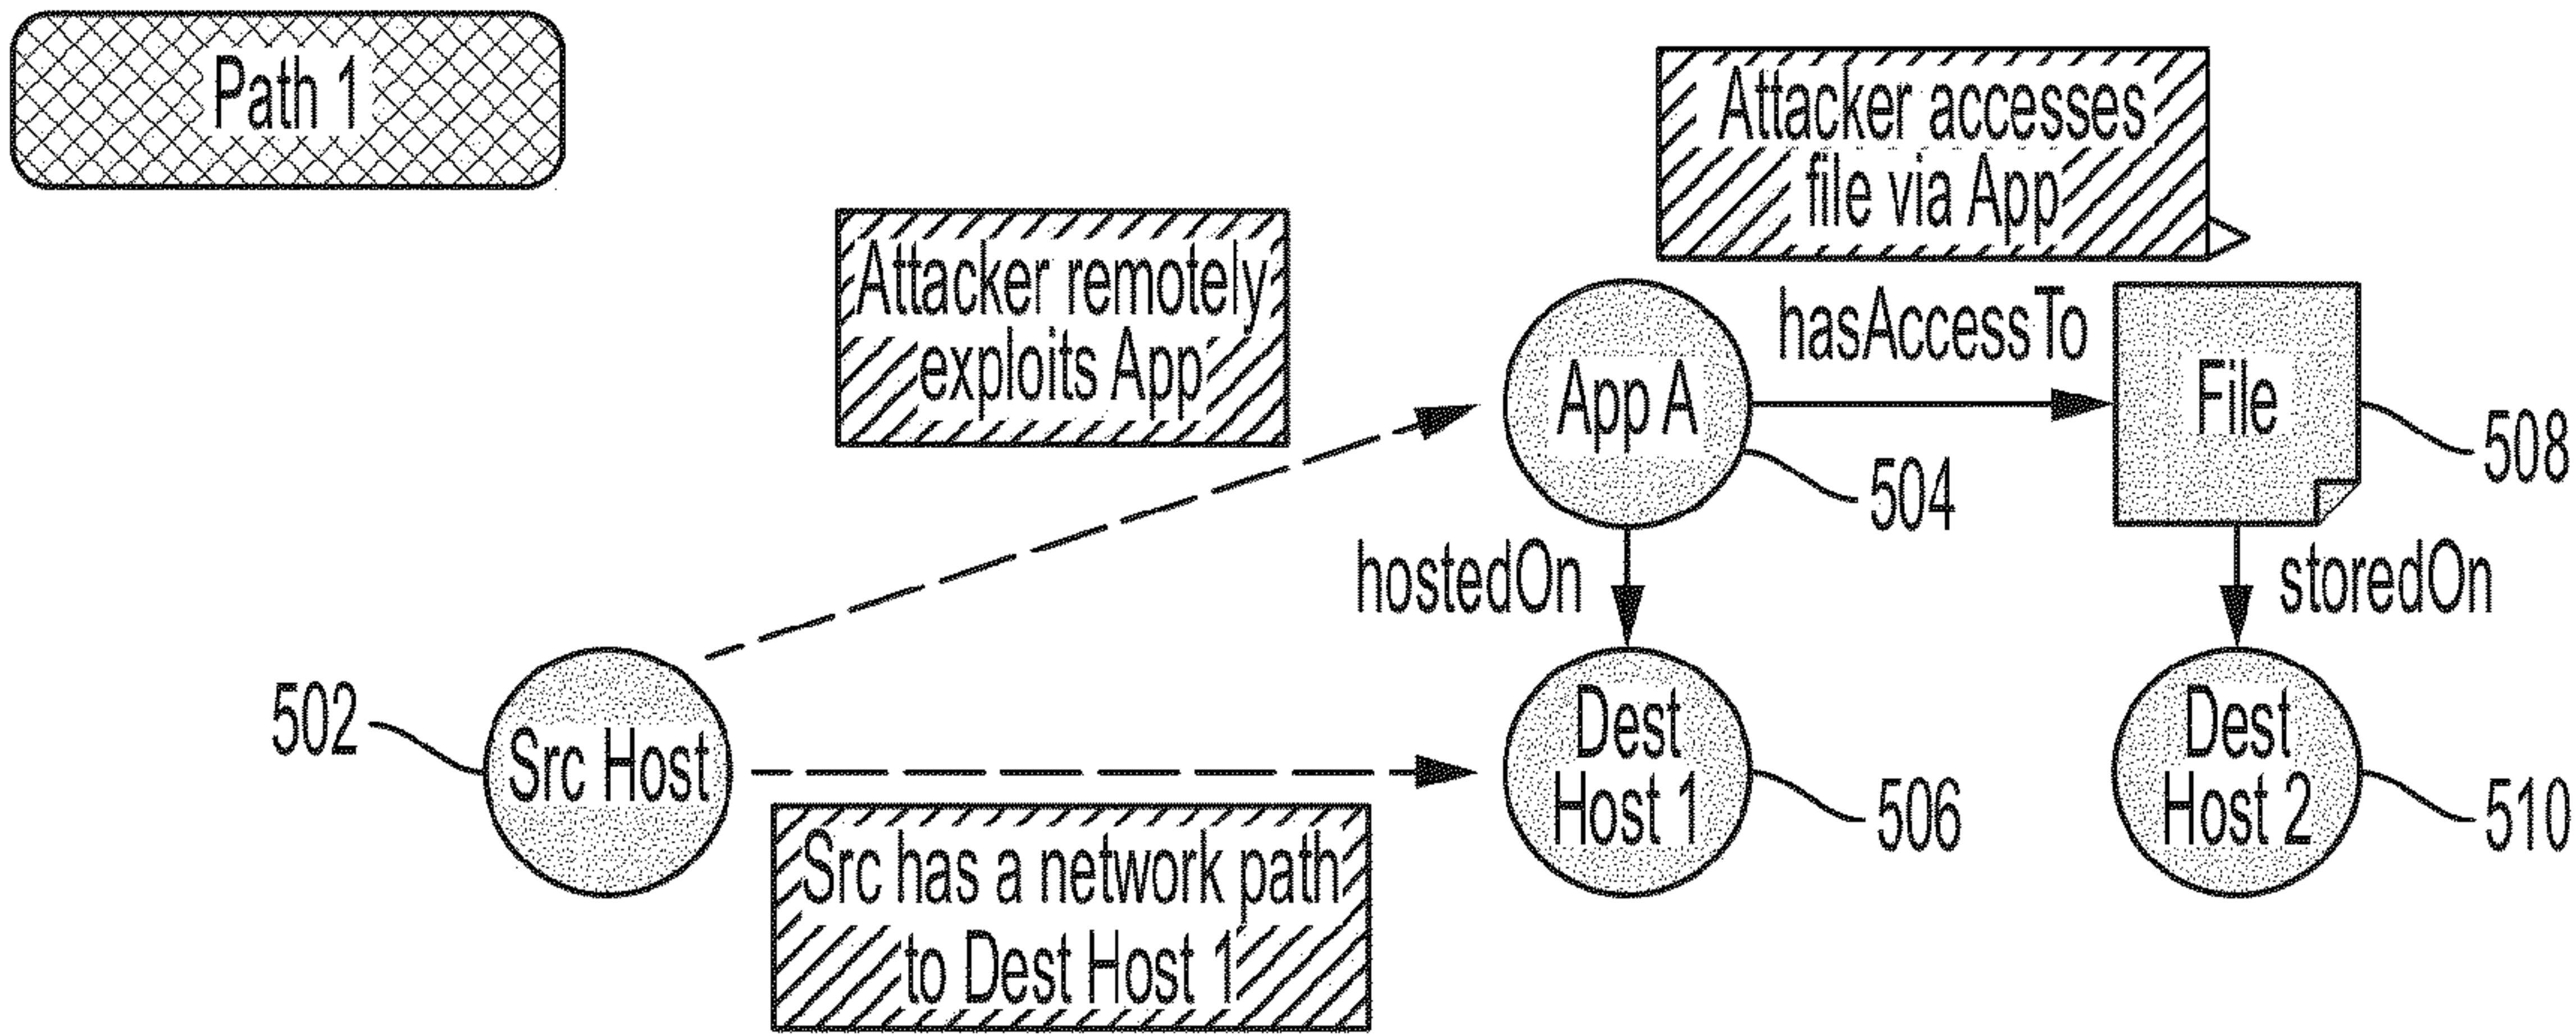 Path 1
Attacker accesses
file via App
Attacker remotely
exploits App
hasAccessTo
App A
File
508
504
hostedOn
storedOn
502
Src Host
Dest
Host 1
506
Dest
Host 2
510
Src has a network path
to Dest Host 1